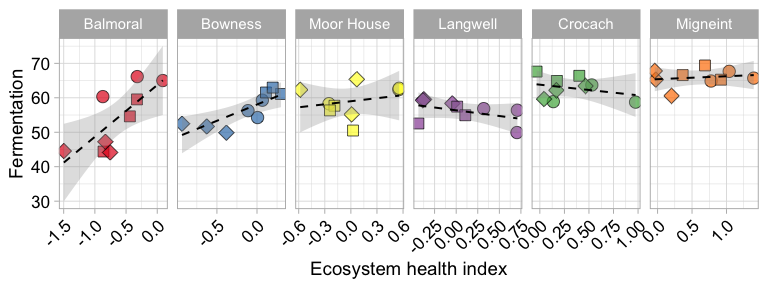 Balmoral Bowness Moor House Langwell Crocach Migneint
Fermentation
70
60
50
40
30
-1.5 -1.0 -0.5 0.0 -0.5 0.0 -0.6 -0.3 0.0 0.3 0.6 -0.25 0.00 0.25 0.50 0.75 0.00 0.25 0.50 0.75 1.00 0.0 0.5 1.0
Ecosystem health index